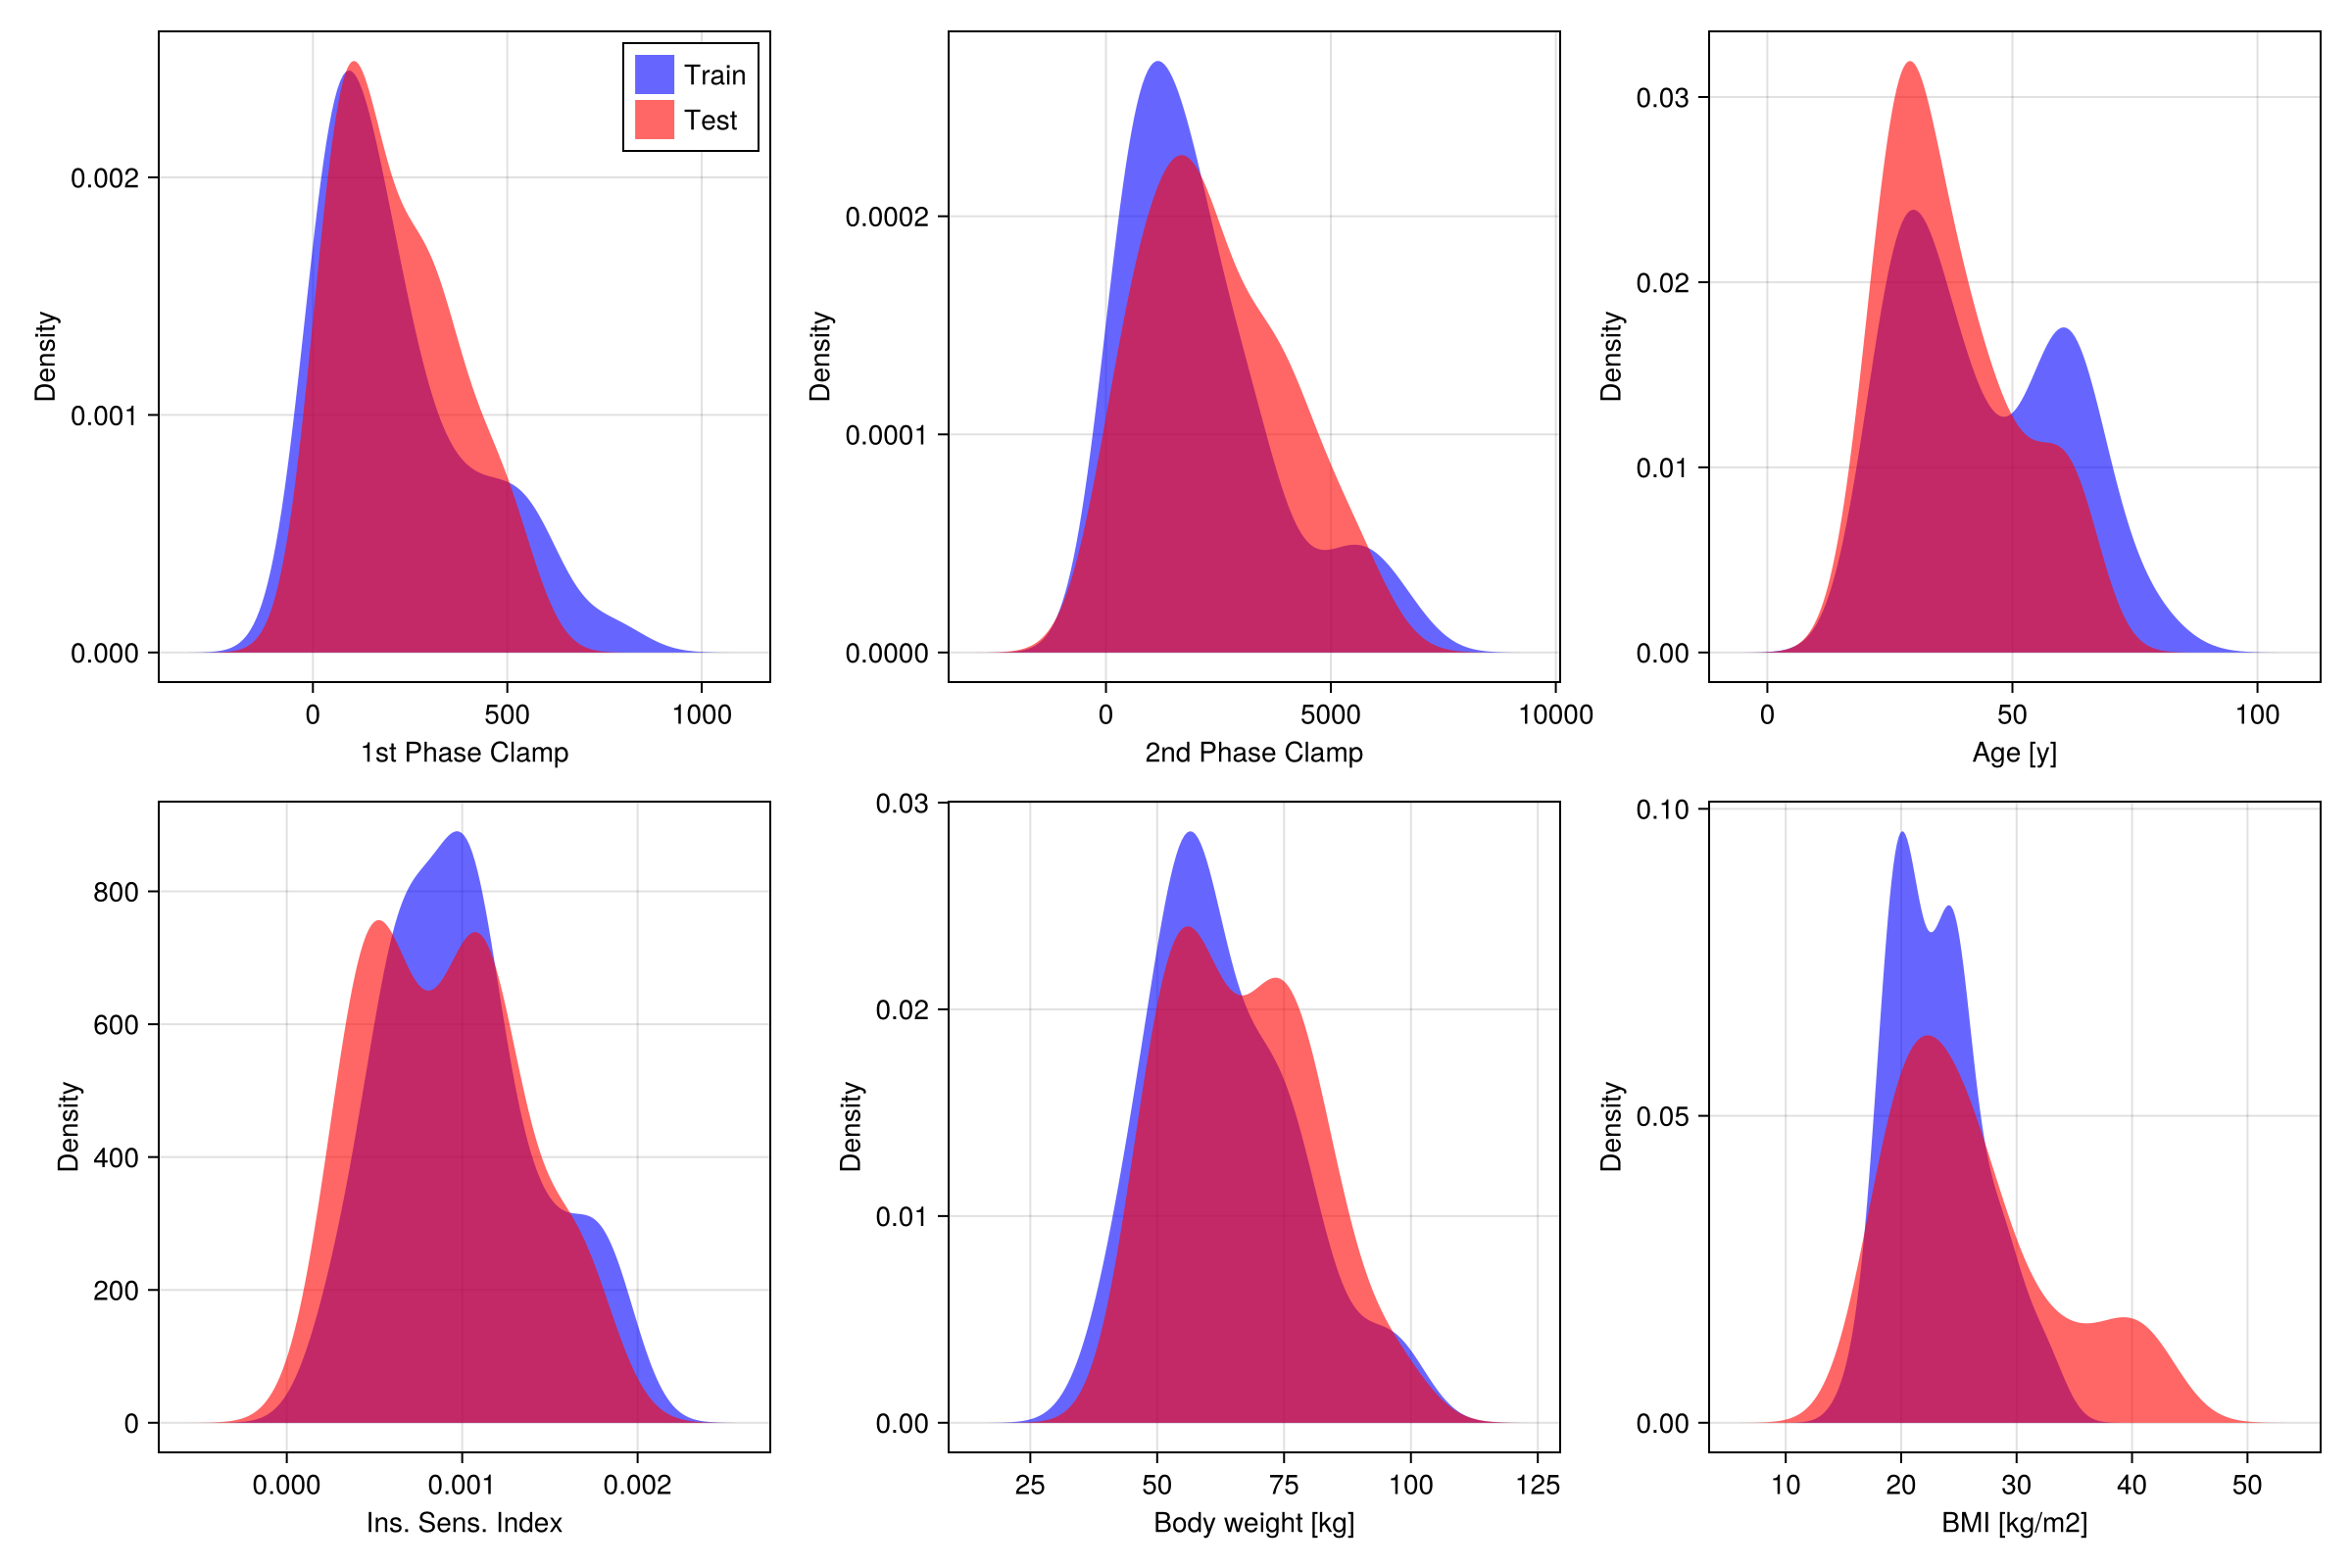 Train
Test
Density
0.002
0.001
0.000
0 500 1000
1st Phase Clamp
Density
0.0002
0.0001
0.0000
0 5000 10000
2nd Phase Clamp
Density
0.03
0.02
0.01
0.00
0 50 100
Age [y]
Density
800
600
400
200
0
0.000 0.001 0.002
Ins. Sens. Index
Density
0.03
0.02
0.01
0.00
25 50 75 100 125
Body weight [kg]
Density
0.10
0.05
0.00
10 20 30 40 50
BMI [kg/m2]